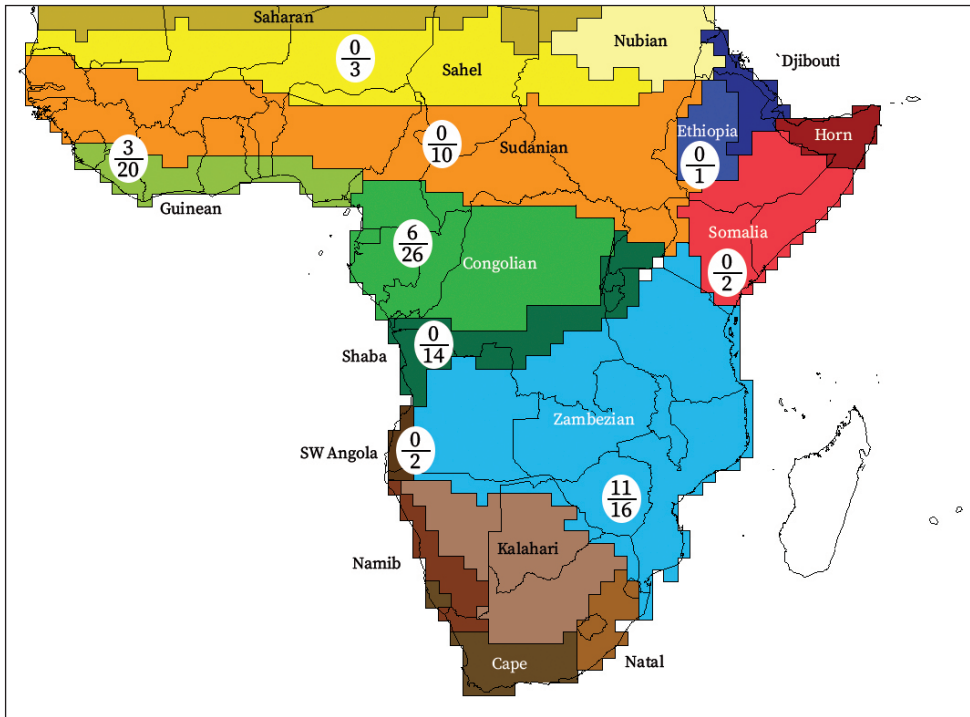 Saharan
Nubian
0
3
Sahel
`Djibouti
3
20
0
10
Sudanian
Ethiopia
0
1
Horn
Guinean
6
26
Congolian
Somalia
0
2
Shaba
0
14
Zambezian
SW Angola
0
2
11
16
Namib
Kalahari
Cape
Natal